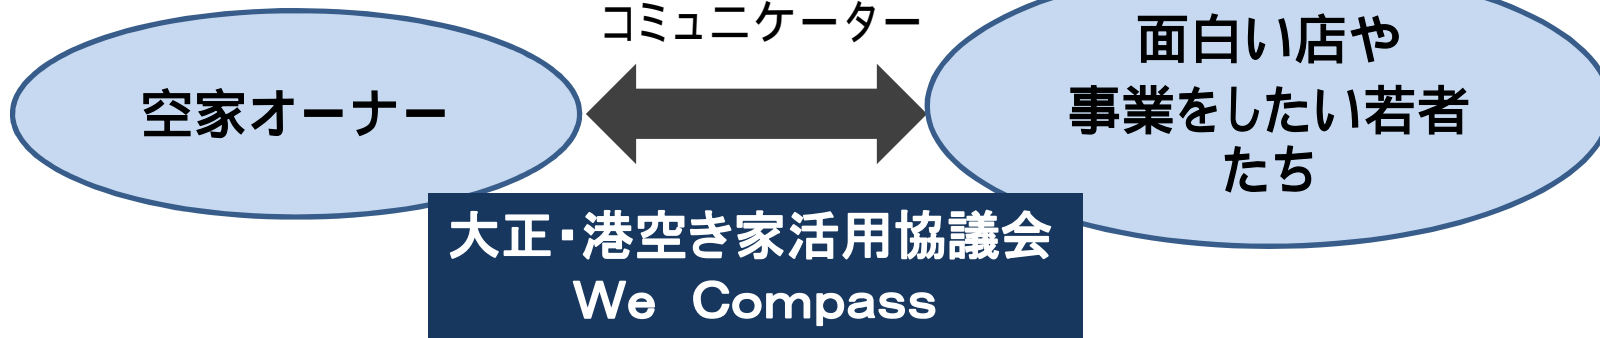 コミュニケーター
空家オーナー
面白い店や
事業をしたい若者
たち
大正・港空き家活用協議会
We　Compass